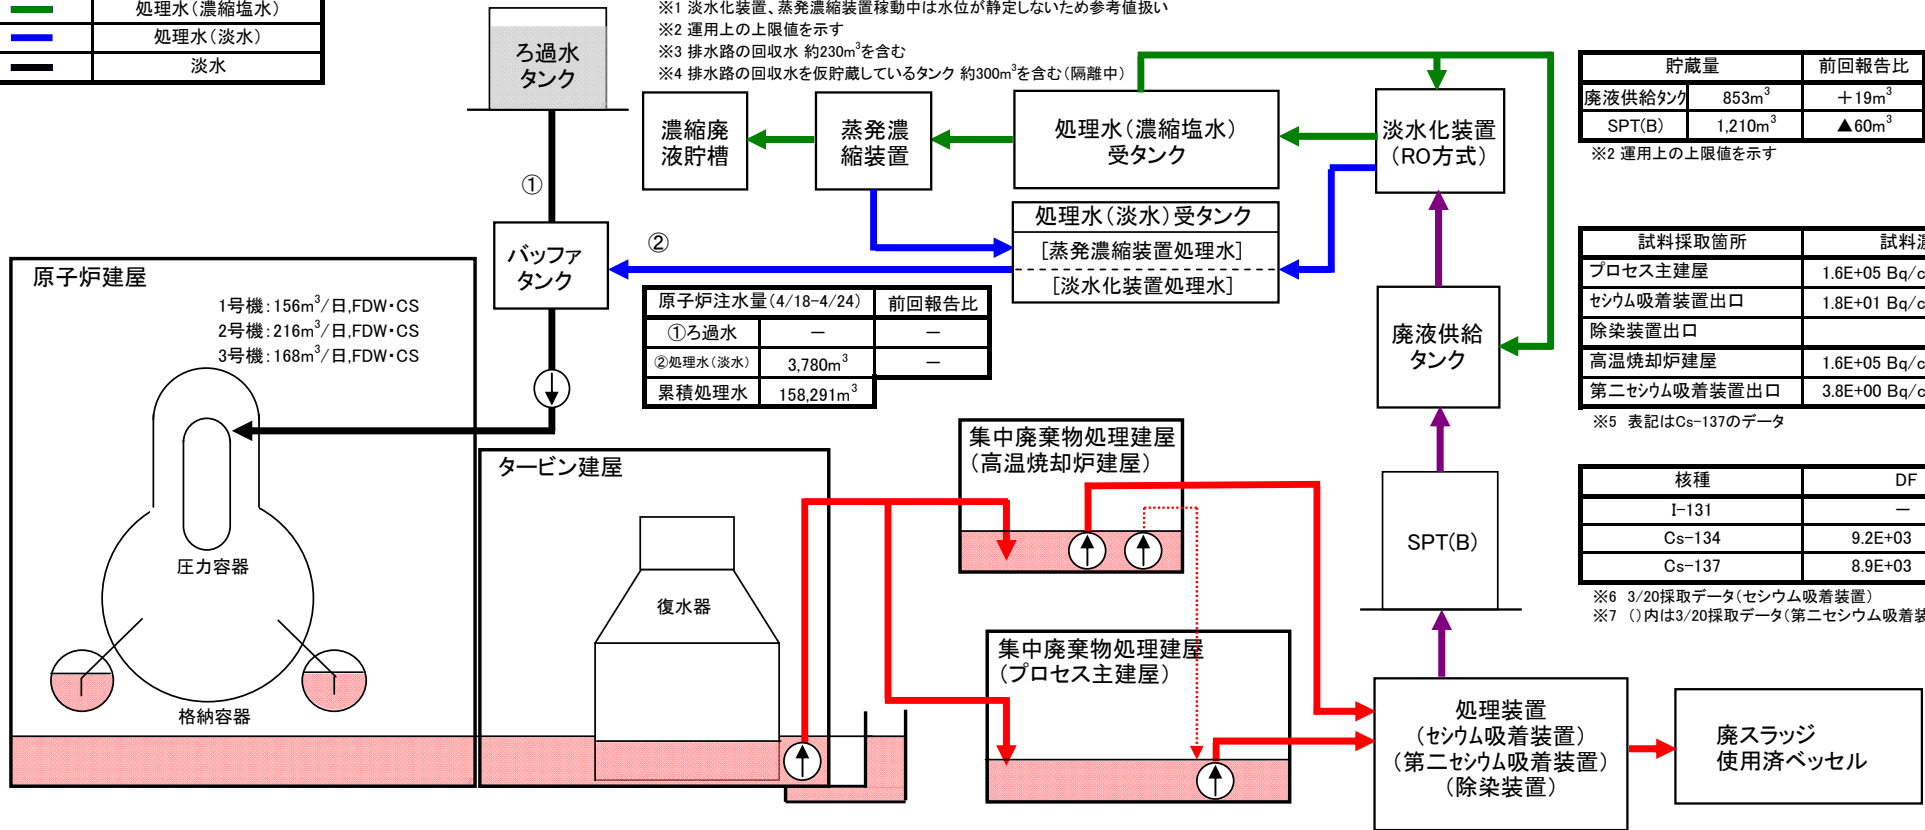 処理水(濃縮塩水)
処理水(淡水)
淡水
※1 淡水化装置、蒸発濃縮装置稼動中は水位が静定しないため参考値扱い
※2 運用上の上限値を示す
※3 排水路の回収水 約230m³を含む
※4 排水路の回収水を仮貯蔵しているタンク 約300m³を含む(隔離中)
ろ過水
タンク
①
バッファ
タンク
②
濃縮廃
液貯槽
蒸発濃
縮装置
処理水(濃縮塩水)
受タンク
淡水化装置
(RO方式)
処理水(淡水)受タンク
[蒸発濃縮装置処理水]
[淡水化装置処理水]
廃液供給
タンク
SPT(B)
貯蔵量 前回報告比
廃液供給タンク 853m³ +19m³
SPT(B) 1,210m³ ▲60m³
※2 運用上の上限値を示す
原子炉注水量(4/18-4/24) 前回報告比
①ろ過水 － －
②処理水(淡水) 3,780m³ －
累積処理水 158,291m³
試料採取箇所 試料
プロセス主建屋 1.6E+05 Bq/c
セシウム吸着装置出口 1.8E+01 Bq/c
除染装置出口
高温焼却炉建屋 1.6E+05 Bq/c
第二セシウム吸着装置出口 3.8E+00 Bq/c
※5 表記はCs-137のデータ
核種 DF
I-131 －
Cs-134 9.2E+03
Cs-137 8.9E+03
※6 3/20採取データ(セシウム吸着装置)
※7 ()内は3/20採取データ(第二セシウム吸着装
原子炉建屋
1号機:156m³/日,FDW・CS
2号機:216m³/日,FDW・CS
3号機:168m³/日,FDW・CS
圧力容器
格納容器
タービン建屋
復水器
集中廃棄物処理建屋
(高温焼却炉建屋)
集中廃棄物処理建屋
(プロセス主建屋)
処理装置
(セシウム吸着装置)
(第二セシウム吸着装置)
(除染装置)
廃スラッジ
使用済ベッセル